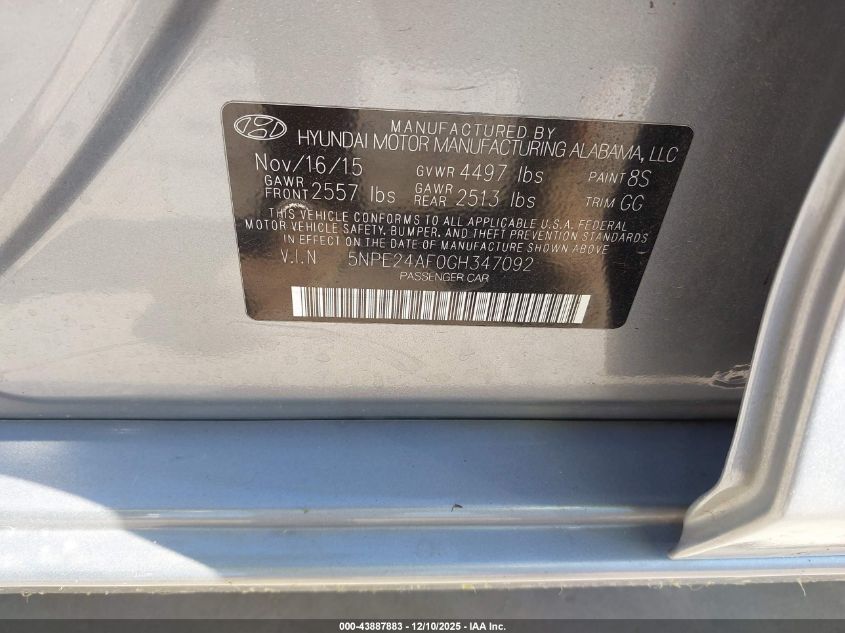 MANUFACTURED BY
HYUNDAI MOTOR MANUFACTURING ALABAMA, LLC
Nov/16/15 GVWR 4497 lbs PAINT 8S
GAWR FRONT 2557 lbs GAWR REAR 2513 lbs TRIM GG
THIS VEHICLE CONFORMS TO ALL APPLICABLE U.S.A. FEDERAL
MOTOR VEHICLE SAFETY, BUMPER, AND THEFT PREVENTION STANDARDS
IN EFFECT ON THE DATE OF MANUFACTURE SHOWN ABOVE
V.I.N 5NPE24AF0GH347092
PASSENGER CAR
000-43887883 - 12/10/2025 - IAA Inc.